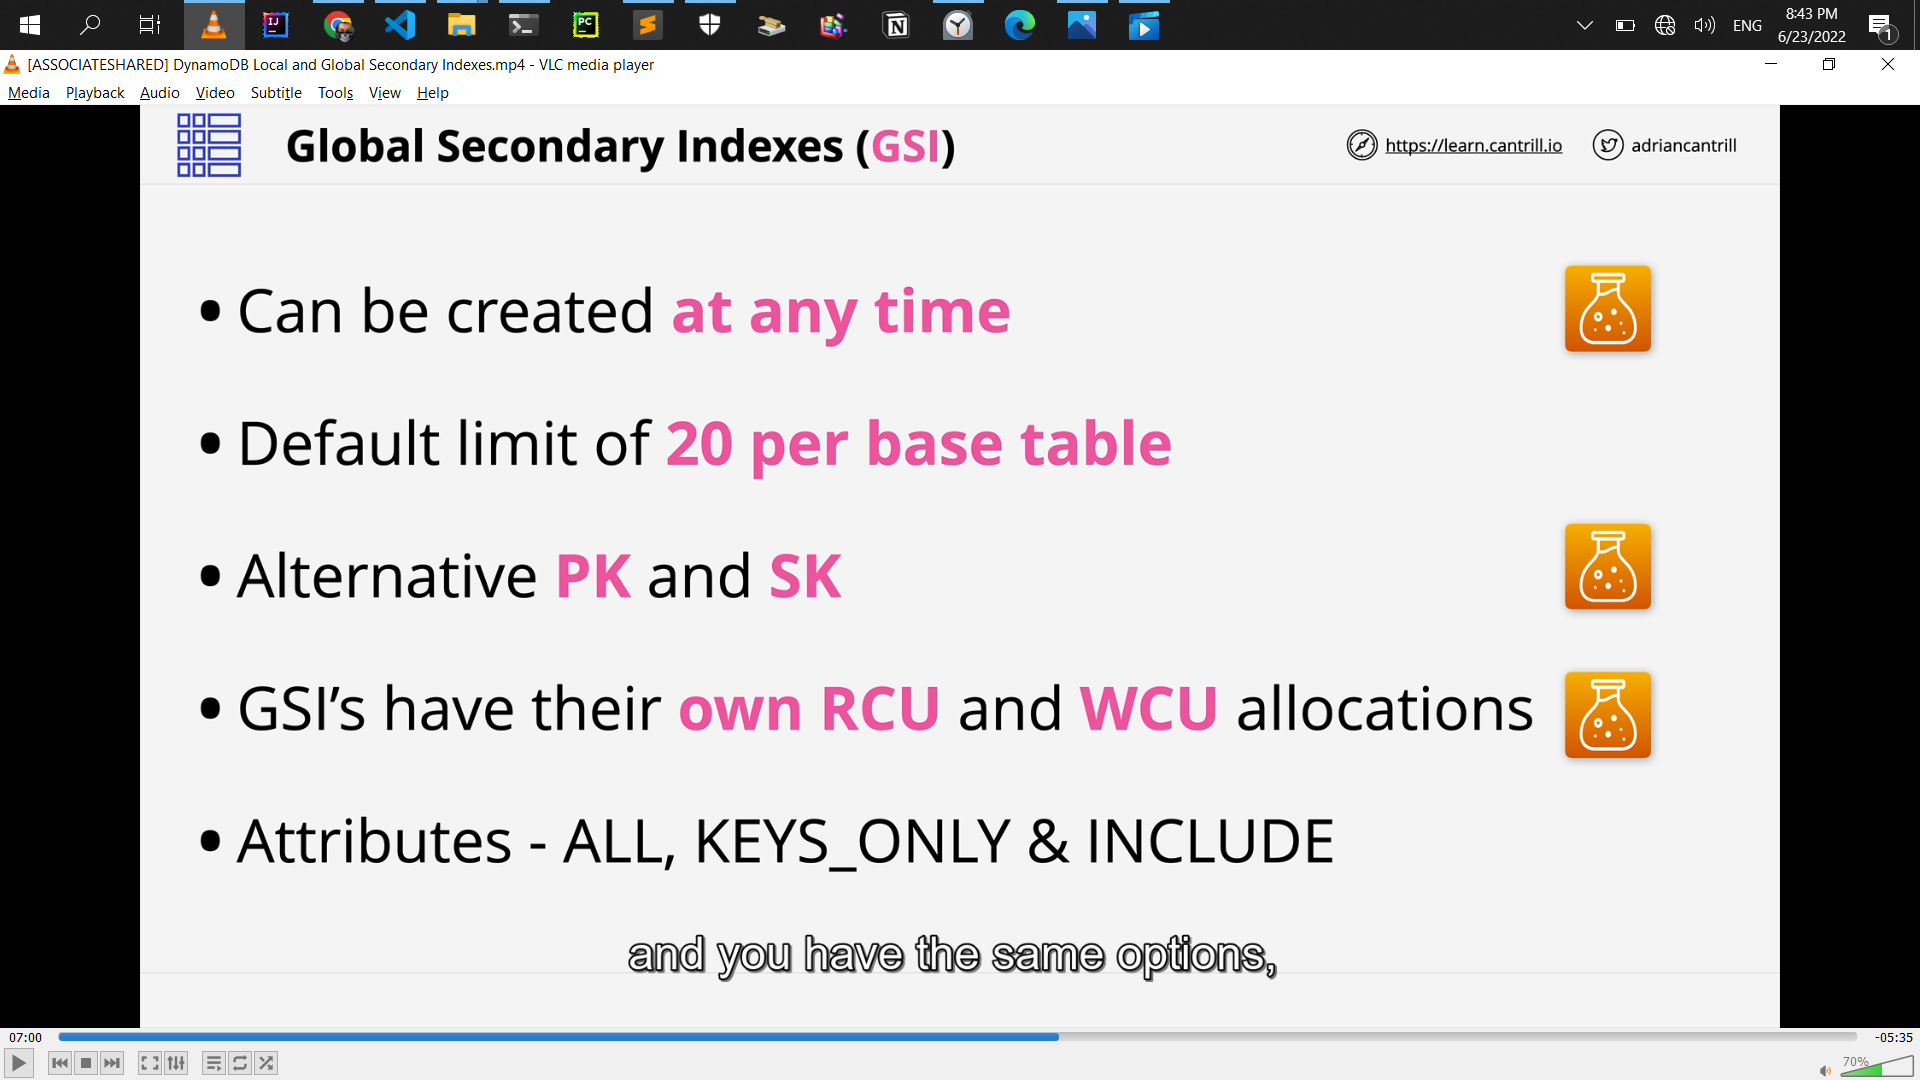 ENG
8:43 PM
6/23/2022
1
[ASSOCIATESHARED] DynamoDB Local and Global Secondary Indexes.mp4 - VLC media player
Media Playback Audio Video Subtitle Tools View Help
Global Secondary Indexes (GSI)
https://learn.cantrill.io
adriancantrill
• Can be created at any time
• Default limit of 20 per base table
• Alternative PK and SK
• GSI’s have their own RCU and WCU allocations
• Attributes - ALL, KEYS_ONLY & INCLUDE
and you have the same options,
07:00
-05:35
70%
IJ
PC